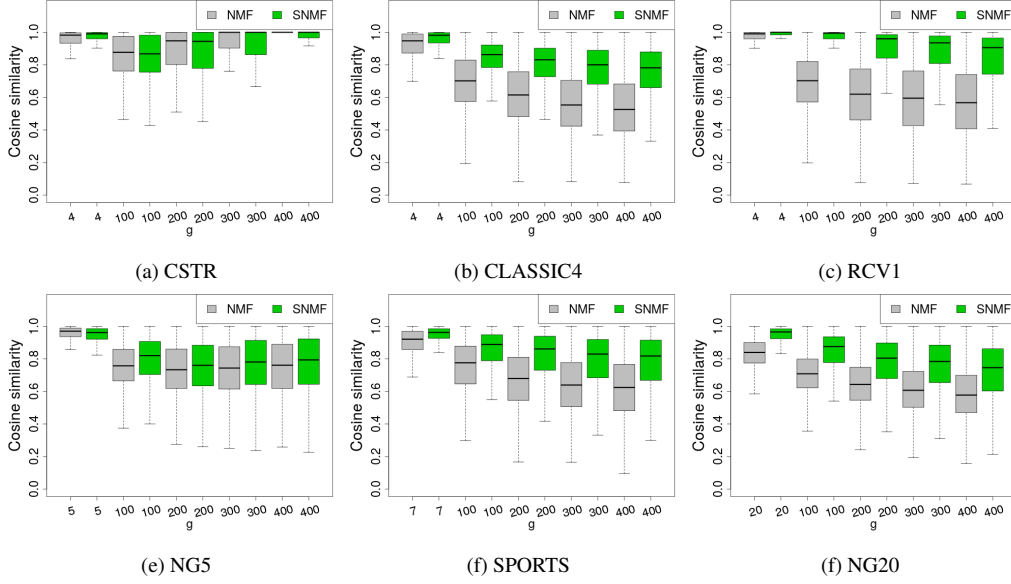 NMF SNMF
NMF SNMF
NMF SNMF
Cosine similarity
0.0 0.2 0.4 0.6 0.8 1.0
4 4 100 100 200 200 300 300 400 400
g
Cosine similarity
0.0 0.2 0.4 0.6 0.8 1.0
4 4 100 100 200 200 300 300 400 400
g
Cosine similarity
0.0 0.2 0.4 0.6 0.8 1.0
4 4 100 100 200 200 300 300 400 400
g
(a) CSTR
(b) CLASSIC4
(c) RCV1
NMF SNMF
NMF SNMF
NMF SNMF
Cosine similarity
0.0 0.2 0.4 0.6 0.8 1.0
5 5 100 100 200 200 300 300 400 400
g
Cosine similarity
0.0 0.2 0.4 0.6 0.8 1.0
7 7 100 100 200 200 300 300 400 400
g
Cosine similarity
0.0 0.2 0.4 0.6 0.8 1.0
20 20 100 100 200 200 300 300 400 400
g
(e) NG5
(f) SPORTS
(f) NG20